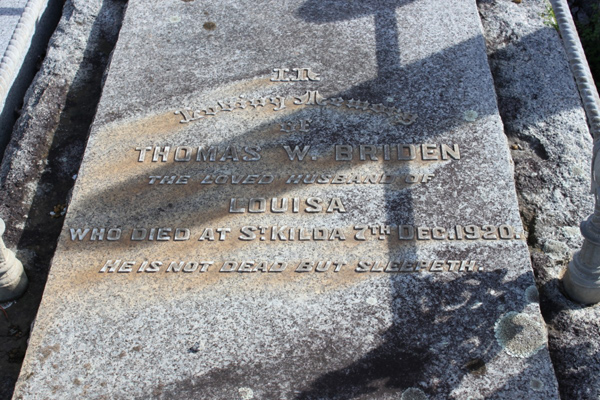 I.R.
In Loving Memory
OF
THOMAS W. BRIDEN
THE LOVED HUSBAND OF
LOUISA
WHO DIED AT ST. KILDA 7TH DEC. 1920.
HE IS NOT DEAD BUT SLEEPETH.